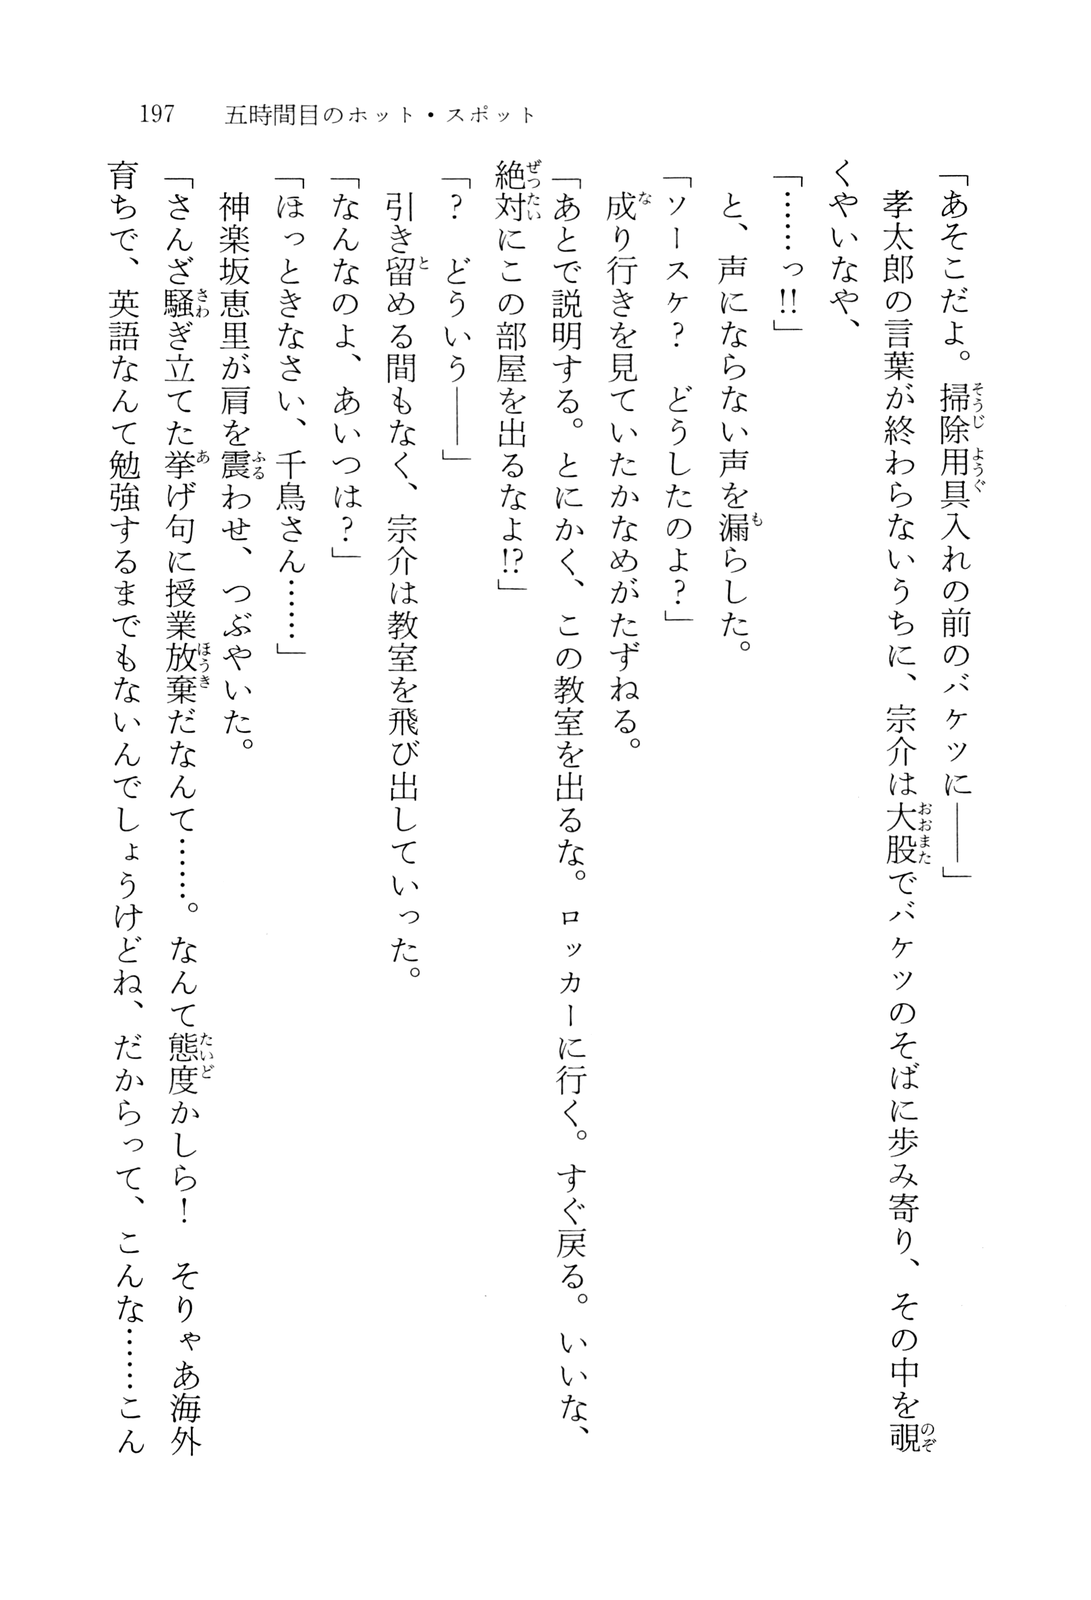 197 五時間目のホット・スポット
「あそこだよ。掃除用具入れの前のバケツに――」
孝太郎の言葉が終わらないうちに、宗介は大股でバケツのそばに歩み寄り、その中を覗
くやいなや、
「……っ!!」
と、声にならない声を漏らした。
「ソースケ？　どうしたのよ？」
成り行きを見ていたかなめがたずねる。
「あとで説明する。とにかく、この教室を出るな。ロッカーに行く。すぐ戻る。いいな、
絶対にこの部屋を出るなよ!?」
「？　どういう――」
引き留める間もなく、宗介は教室を飛び出していった。
「なんなのよ、あいつは？」
「ほっときなさい、千鳥さん……」
神楽坂恵里が肩を震わせ、つぶやいた。
「さんざ騒ぎ立てた挙げ句に授業放棄だなんて……。なんて態度かしら！　そりゃあ海外
育ちで、英語なんて勉強するまでもないんでしょうけどね、だからって、こんな……こん